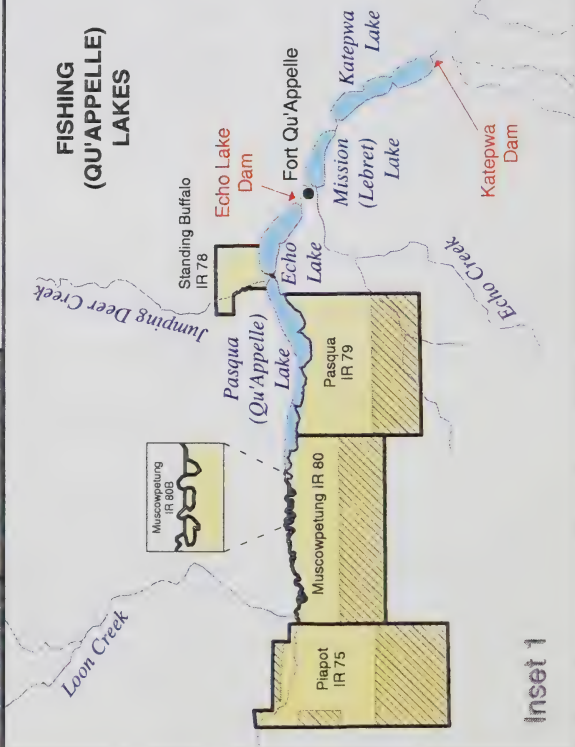 FISHING
(QU'APPELLE)
LAKES
Loon Creek
Jumping Deer Creek
Standing Buffalo
IR 78
Echo Lake
Dam
Fort Qu'Appelle
Katepwa
Lake
Mission
(Lebret)
Lake
Katepwa
Dam
Echo
Lake
Echo Creek
Pasqua
(Qu'Appelle)
Lake
Pasqua
IR 79
Muscowpetung
IR 80B
Muscowpetung IR 80
Piapot
IR 75
Inset 1